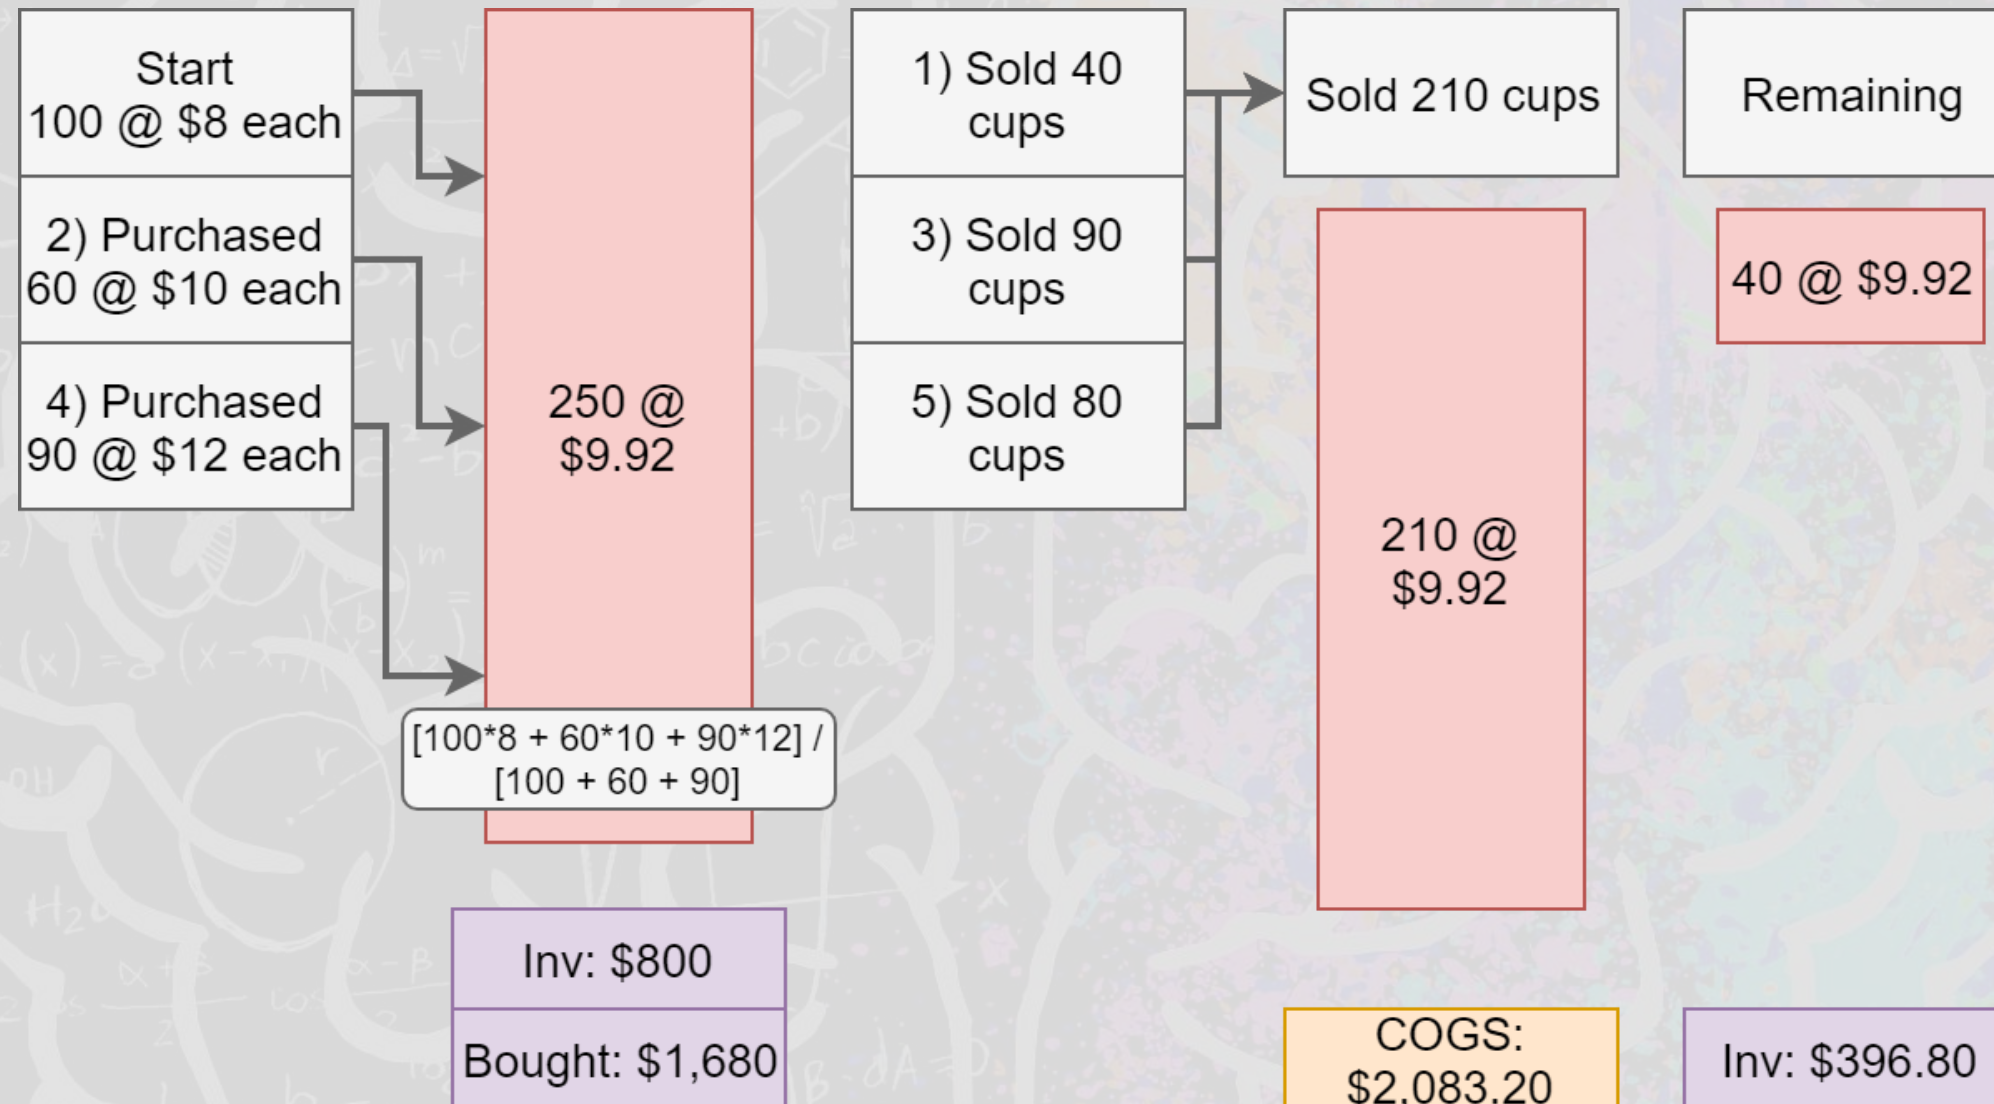 Start
100 @ $8 each
2) Purchased
60 @ $10 each
4) Purchased
90 @ $12 each
250 @
$9.92
[100*8 + 60*10 + 90*12] /
[100 + 60 + 90]
Inv: $800
Bought: $1,680
1) Sold 40
cups
3) Sold 90
cups
5) Sold 80
cups
Sold 210 cups
210 @
$9.92
COGS:
$2,083.20
Remaining
40 @ $9.92
Inv: $396.80